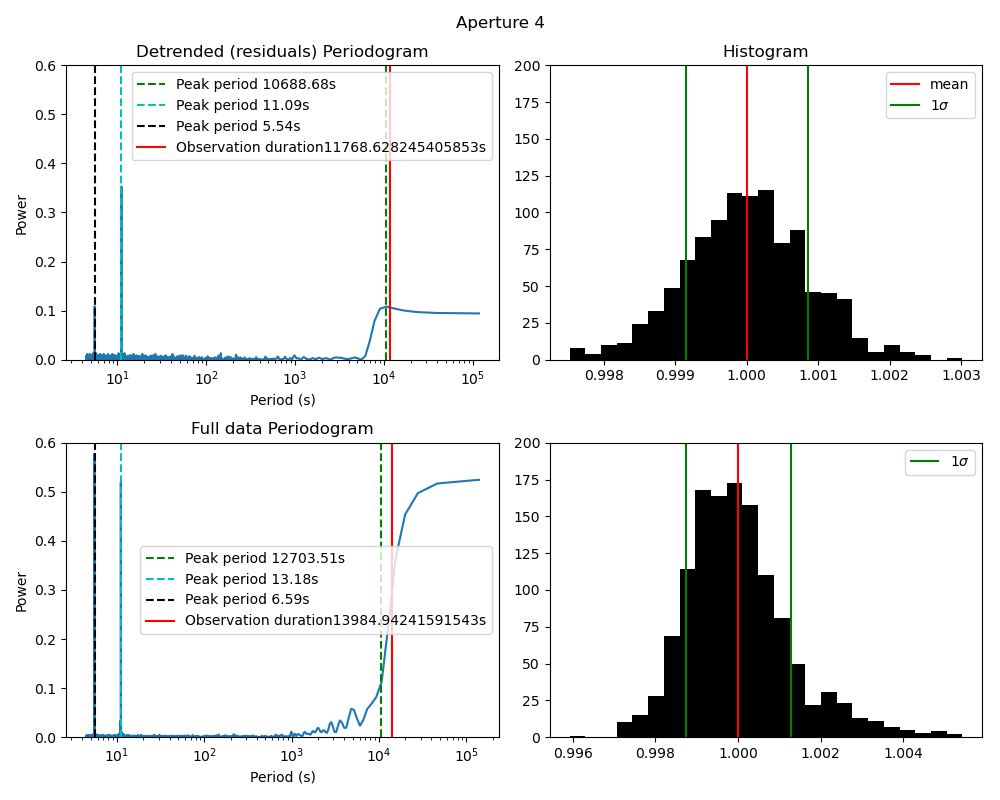 Aperture 4
Detrended (residuals) Periodogram
Histogram
0.6
0.5
0.4
0.3
0.2
0.1
0.0
Power
Peak period 10688.68s
Peak period 11.09s
Peak period 5.54s
Observation duration11768.628245405853s
10¹ 10² 10³ 10⁴ 10⁵
Period (s)
200
175
150
125
100
75
50
25
0
mean
1σ
0.998 0.999 1.000 1.001 1.002 1.003
Full data Periodogram
0.6
0.5
0.4
0.3
0.2
0.1
0.0
Power
Peak period 12703.51s
Peak period 13.18s
Peak period 6.59s
Observation duration13984.94241591543s
10¹ 10² 10³ 10⁴ 10⁵
Period (s)
200
175
150
125
100
75
50
25
0
1σ
0.996 0.998 1.000 1.002 1.004